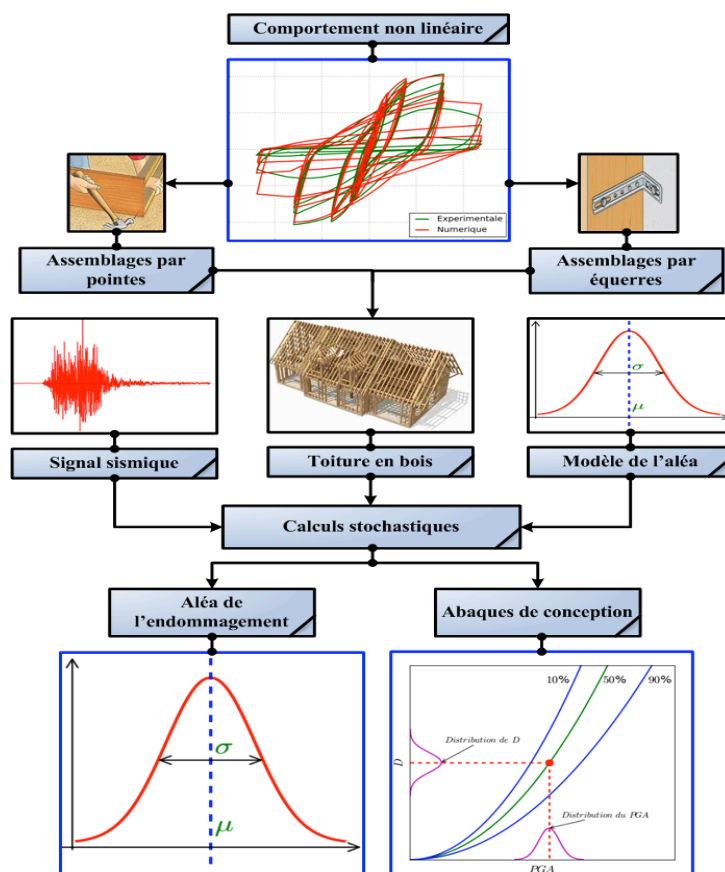 Comportement non linéaire
Experimentale
Numerique
Assemblages par
pointes
Assemblages par
équerres
σ
μ
Signal sismique
Toiture en bois
Modèle de l'aléa
Calculs stochastiques
Aléa de
l'endommagement
Abaques de conception
σ
μ
10%
50%
90%
Distribution de D
D
Distribution du PGA
PGA